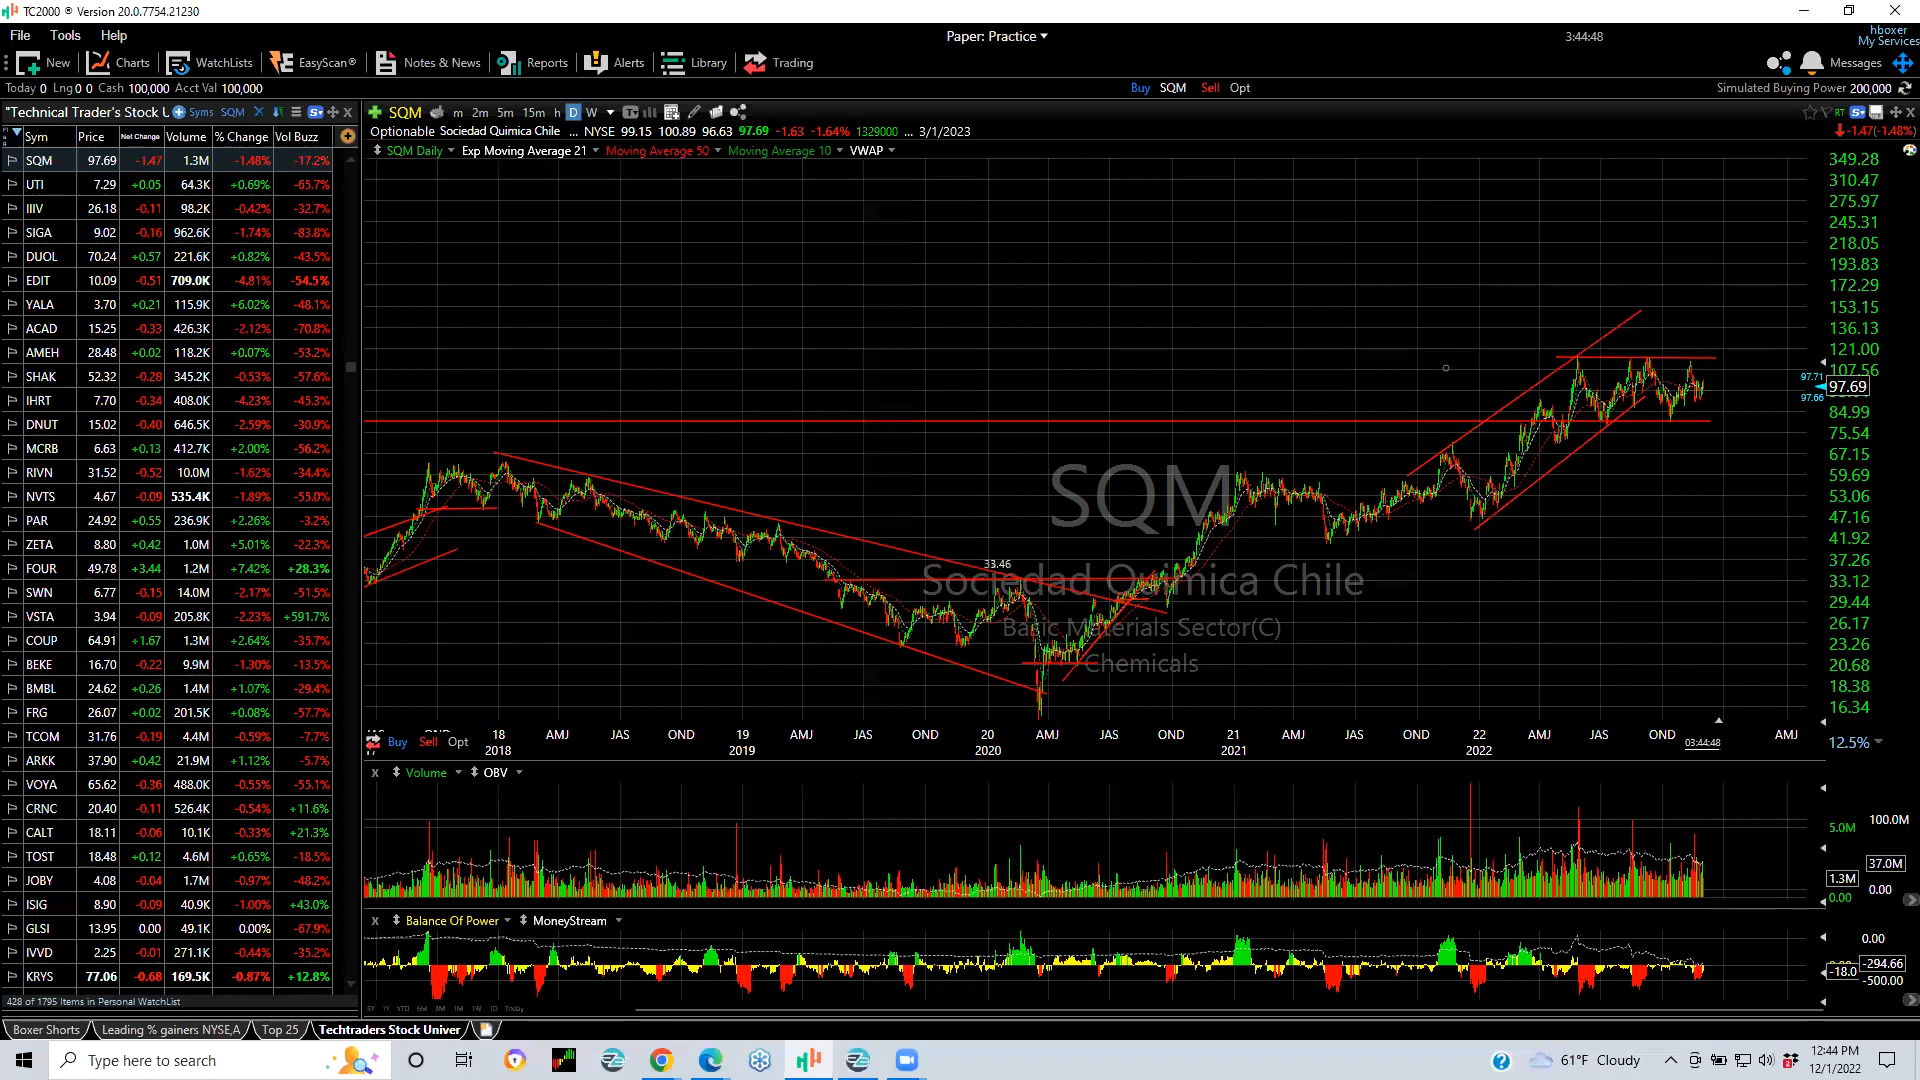 TC2000 ® Version 20.0.7754.21230
File Tools Help
Paper: Practice
3:44:48
hboxer
My Services
New Charts WatchLists EasyScan® Notes & News Reports Alerts Library Trading
Messages
Today 0 Lng 0 0 Cash 100,000 Acct Val 100,000
Buy SQM Sell Opt
Simulated Buying Power 200,000
"Technical Trader's Stock U Syms SQM
SQM m 2m 5m 15m h D W
RT
Optionable Sociedad Quimica Chile ... NYSE 99.15 100.89 96.63 97.69 -1.63 -1.64% 1329000 ... 3/1/2023
-1.47(-1.48%)
SQM Daily Exp Moving Average 21 Moving Average 50 Moving Average 10 VWAP
Sym Price Net Change Volume % Change Vol Buzz
SQM 97.69 -1.47 1.3M -1.48% -17.2%
UTI 7.29 +0.05 64.3K +0.69% -65.7%
IIIV 26.18 -0.11 98.2K -0.42% -32.7%
SIGA 9.02 -0.16 962.6K -1.74% -83.8%
DUOL 70.24 +0.57 221.6K +0.82% -43.5%
EDIT 10.09 -0.51 709.0K -4.81% -54.5%
YALA 3.70 +0.21 115.9K +6.02% -48.1%
ACAD 15.25 -0.33 426.3K -2.12% -70.8%
AMEH 28.48 +0.02 118.2K +0.07% -53.2%
SHAK 52.32 -0.28 345.2K -0.53% -57.6%
IHRT 7.70 -0.34 408.0K -4.23% -45.3%
DNUT 15.02 -0.40 646.5K -2.59% -30.9%
MCRB 6.63 +0.13 412.7K +2.00% -56.2%
RIVN 31.52 -0.52 10.0M -1.62% -34.4%
NVTS 4.67 -0.09 535.4K -1.89% -55.0%
PAR 24.92 +0.55 236.9K +2.26% -3.2%
ZETA 8.80 +0.42 1.0M +5.01% -22.3%
FOUR 49.78 +3.44 1.2M +7.42% +28.3%
SWN 6.77 -0.15 14.0M -2.17% -51.5%
VSTA 3.94 -0.09 205.8K -2.23% +591.7%
COUP 64.91 +1.67 1.3M +2.64% -35.7%
BEKE 16.70 -0.22 9.9M -1.30% -13.5%
BMBL 24.62 +0.26 1.4M +1.07% -29.4%
FRG 26.07 +0.02 201.5K +0.08% -57.7%
TCOM 31.76 -0.19 4.4M -0.59% -7.7%
ARKK 37.90 +0.42 21.9M +1.12% -5.7%
VOYA 65.62 -0.36 488.0K -0.55% -55.1%
CRNC 20.40 -0.11 526.4K -0.54% +11.6%
CALT 18.11 -0.06 10.1K -0.33% +21.3%
TOST 18.48 +0.12 4.6M +0.65% -18.5%
JOBY 4.08 -0.04 1.7M -0.97% -48.2%
ISIG 8.90 -0.09 40.9K -1.00% +43.0%
GLSI 13.95 0.00 49.1K 0.00% -67.9%
IVVD 2.25 -0.01 271.1K -0.44% -35.2%
KRYS 77.06 -0.68 169.5K -0.87% +12.8%
428 of 1795 Items in Personal WatchList
349.28
310.47
275.97
245.31
218.05
193.83
172.29
153.15
136.13
121.00
107.56
97.71
97.69
97.66
84.99
75.54
67.15
59.69
53.06
47.16
41.92
37.26
33.12
29.44
26.17
23.26
20.68
18.38
16.34
12.5%
SQM
Sociedad Quimica Chile
Basic Materials Sector(C)
Chemicals
33.46
18 AMJ JAS OND 19 AMJ JAS OND 20 AMJ JAS OND 21 AMJ JAS OND 22 AMJ JAS OND AMJ
2018 2019 2020 2021 2022
03:44:48
Buy Sell Opt
x Volume OBV
5.0M 100.0M
37.0M
1.3M
0.00 0.00
x Balance Of Power MoneyStream
0.00
-18.0 -294.66
-500.00
5Y 1Y YTD 6M 3M 1M 1W 1D Today
Boxer Shorts Leading % gainers NYSE,A Top 25 Techtraders Stock Univer
Type here to search
61°F Cloudy
12:44 PM
12/1/2022